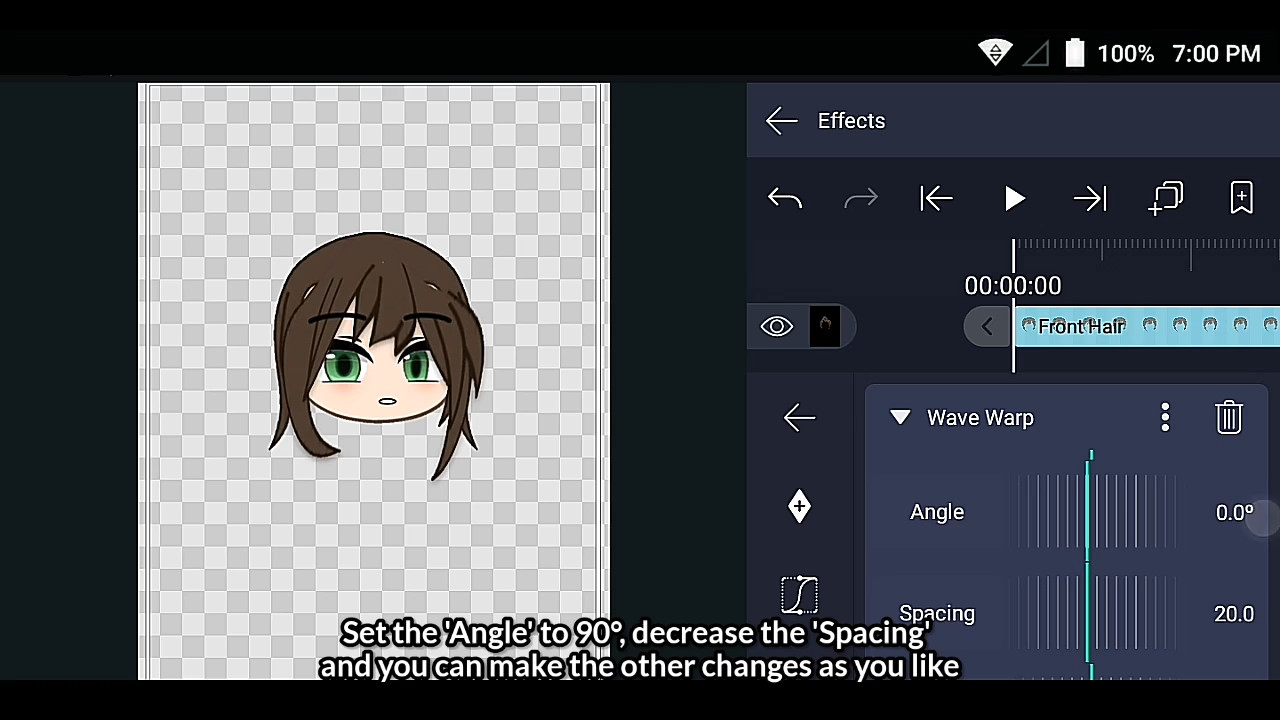 100% 7:00 PM
Effects
00:00:00
Front Hair
Wave Warp
Angle 0.0º
Spacing 20.0
Set the 'Angle' to 90°, decrease the 'Spacing'
and you can make the other changes as you like